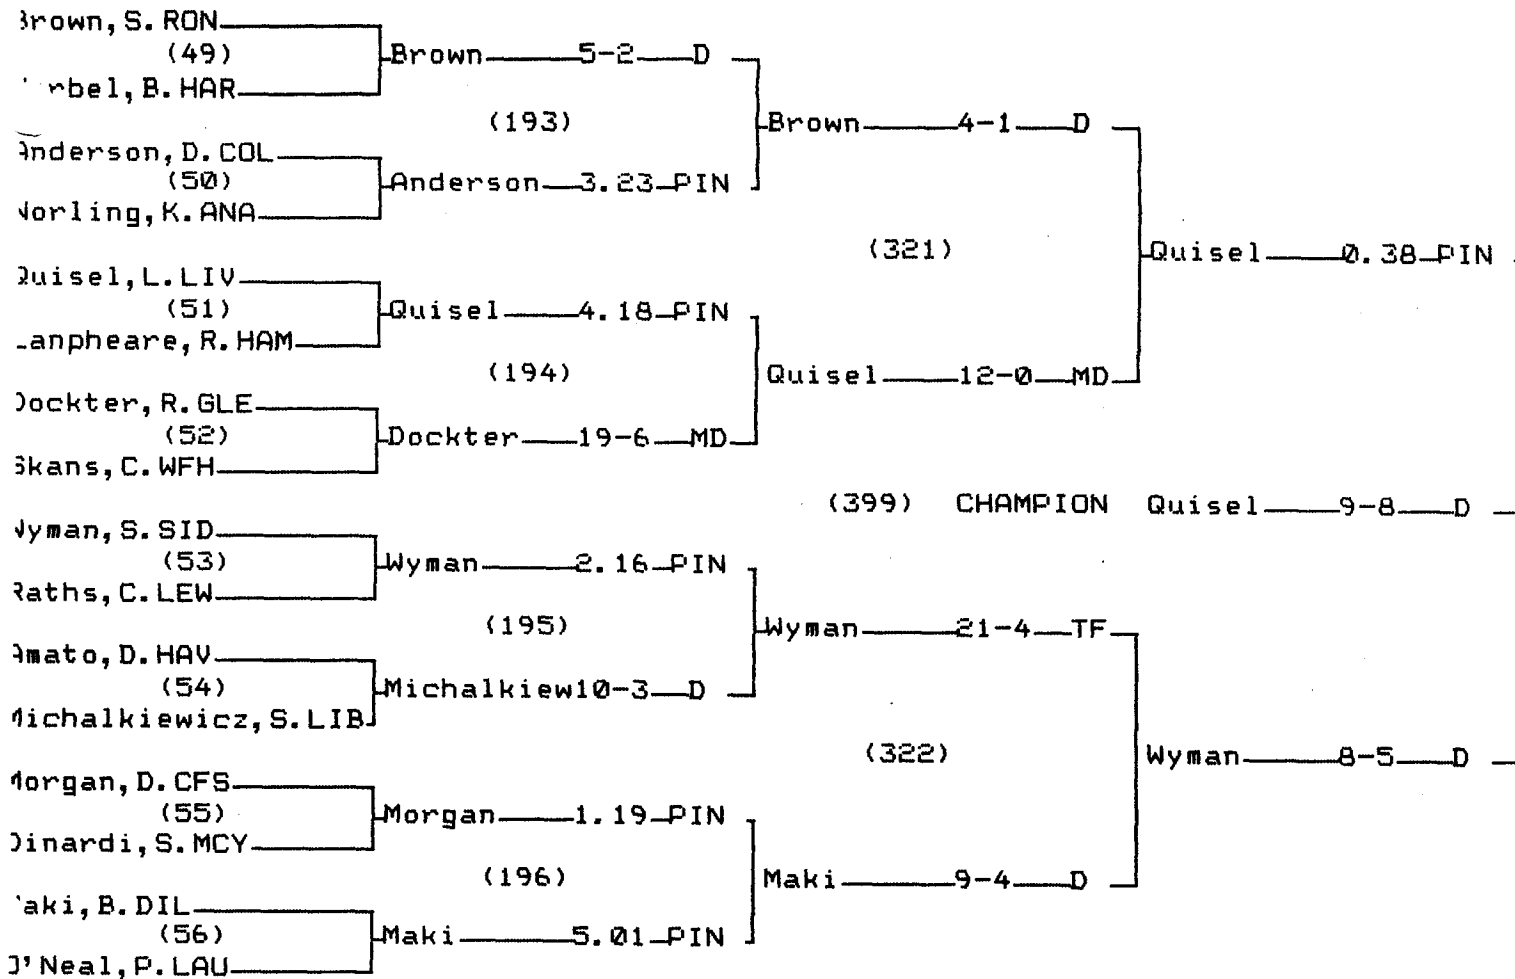 Brown, S. RON
(49) Brown 5-2 D
rbel, B. HAR
(193) Brown 4-1 D
Anderson, D. COL
(50) Anderson 3.23 PIN
Norling, K. ANA
(321) Quisel 0.38 PIN
Quisel, L. LIV
(51) Quisel 4.18 PIN
Lanpheare, R. HAM
(194) Quisel 12-0 MD
Dockter, R. GLE
(52) Dockter 19-6 MD
Skans, C. WFH
(399) CHAMPION Quisel 9-8 D
Wyman, S. SID
(53) Wyman 2.16 PIN
Raths, C. LEW
(195) Wyman 21-4 TF
Amato, D. HAV
(54) Michalkiew10-3 D
Michalkiewicz, S. LIB
(322) Wyman 8-5 D
Morgan, D. CFS
(55) Morgan 1.19 PIN
Dinardi, S. MCY
(196) Maki 9-4 D
aki, B. DIL
(56) Maki 5.01 PIN
O'Neal, P. LAU